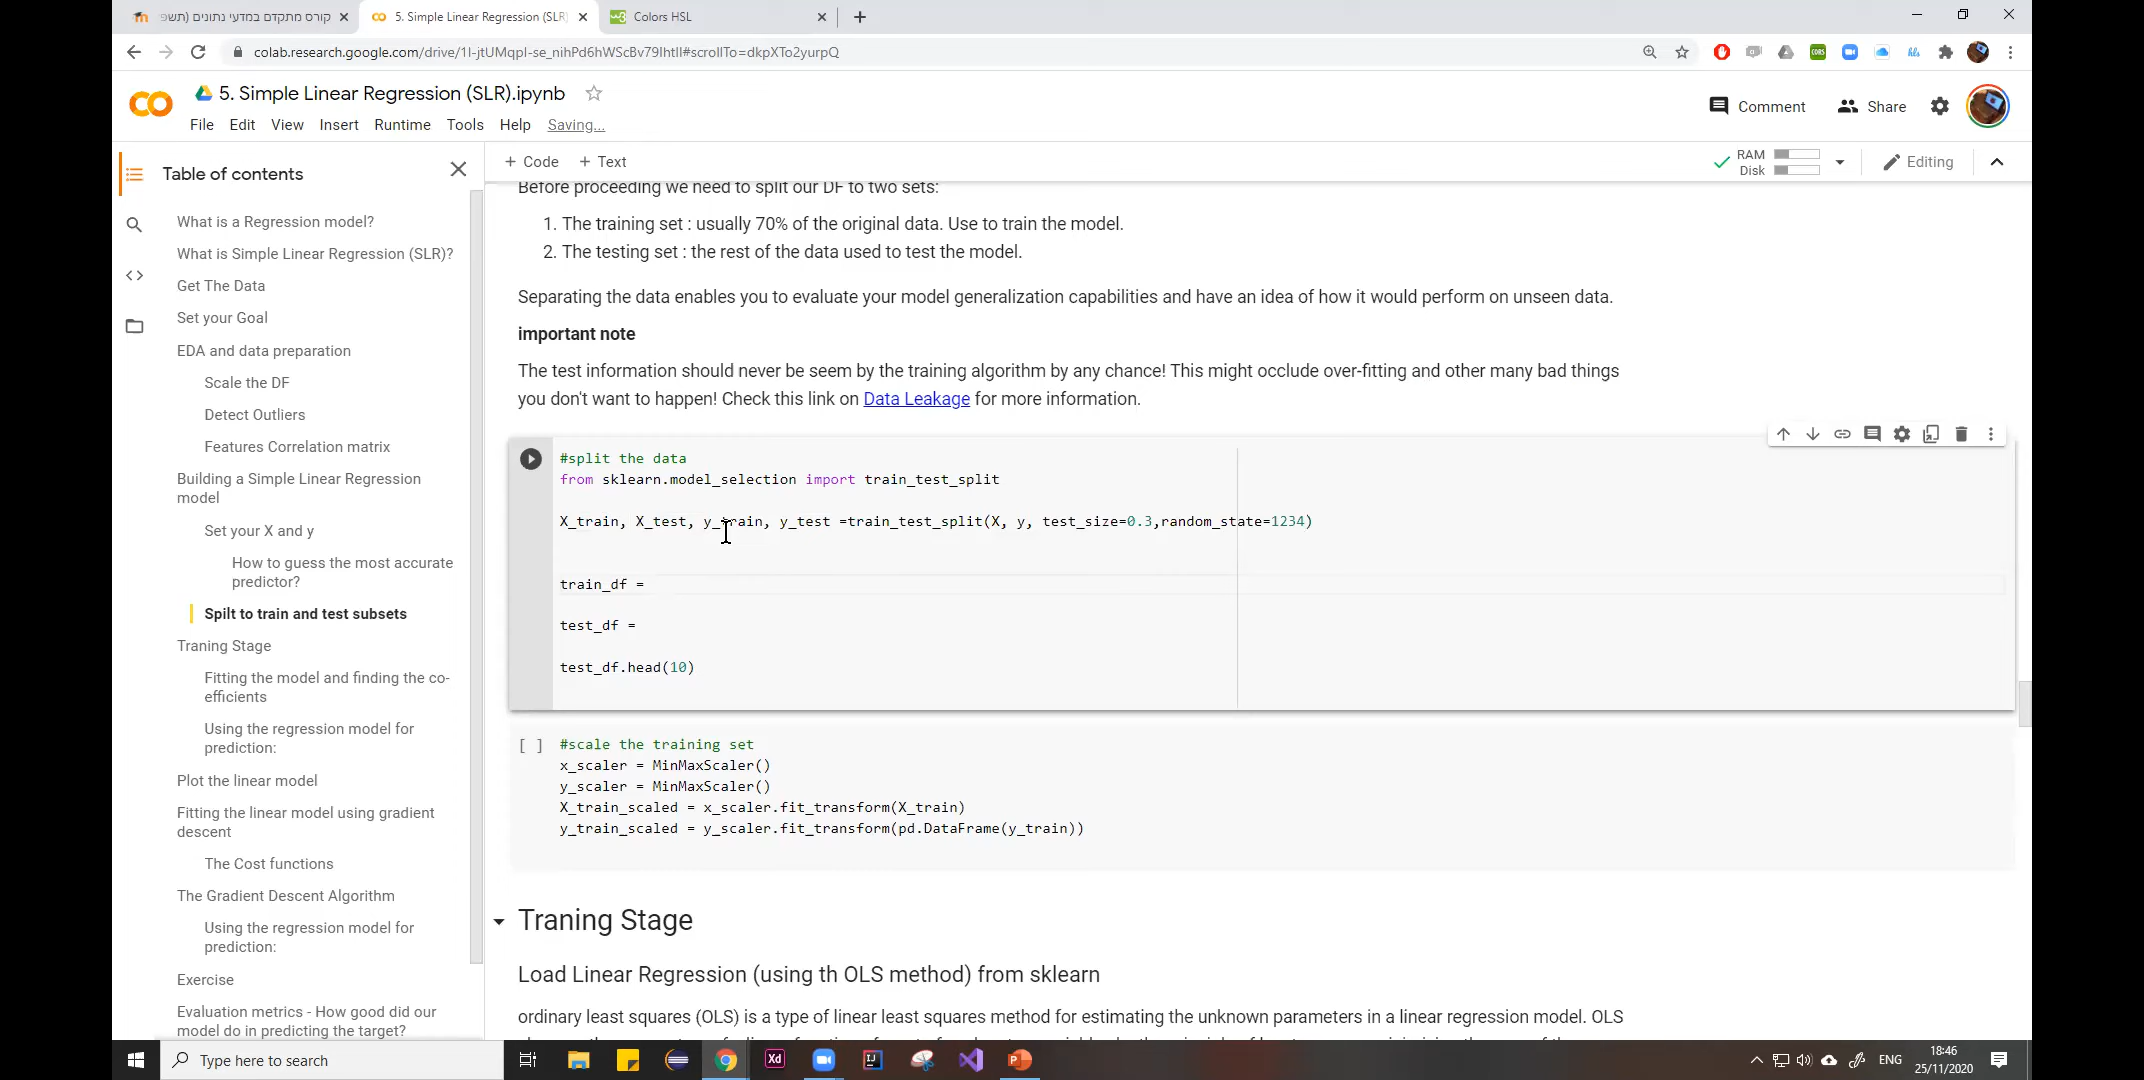 קורס מתקדם במדעי נתונים (תשפ
5. Simple Linear Regression (SLR)
Colors HSL
colab.research.google.com/drive/1I-jtUMqpI-se_nihPd6hWScBv79Ihtll#scrollTo=dkpXTo2yurpQ
5. Simple Linear Regression (SLR).ipynb
Comment
Share
File Edit View Insert Runtime Tools Help Saving...
Table of contents
+ Code + Text
RAM
Disk
Editing
What is a Regression model?
What is Simple Linear Regression (SLR)?
Get The Data
Set your Goal
EDA and data preparation
Scale the DF
Detect Outliers
Features Correlation matrix
Building a Simple Linear Regression
model
Set your X and y
How to guess the most accurate
predictor?
Spilt to train and test subsets
Traning Stage
Fitting the model and finding the co-
efficients
Using the regression model for
prediction:
Plot the linear model
Fitting the linear model using gradient
descent
The Cost functions
The Gradient Descent Algorithm
Using the regression model for
prediction:
Exercise
Evaluation metrics - How good did our
model do in predicting the target?
Before proceeding we need to split our DF to two sets:
1. The training set : usually 70% of the original data. Use to train the model.
2. The testing set : the rest of the data used to test the model.
Separating the data enables you to evaluate your model generalization capabilities and have an idea of how it would perform on unseen data.
important note
The test information should never be seem by the training algorithm by any chance! This might occlude over-fitting and other many bad things
you don't want to happen! Check this link on Data Leakage for more information.
#split the data
from sklearn.model_selection import train_test_split
X_train, X_test, y_train, y_test =train_test_split(X, y, test_size=0.3,random_state=1234)
train_df =
test_df =
test_df.head(10)
[ ] #scale the training set
x_scaler = MinMaxScaler()
y_scaler = MinMaxScaler()
X_train_scaled = x_scaler.fit_transform(X_train)
y_train_scaled = y_scaler.fit_transform(pd.DataFrame(y_train))
Traning Stage
Load Linear Regression (using th OLS method) from sklearn
ordinary least squares (OLS) is a type of linear least squares method for estimating the unknown parameters in a linear regression model. OLS
Type here to search
ENG
18:46
25/11/2020